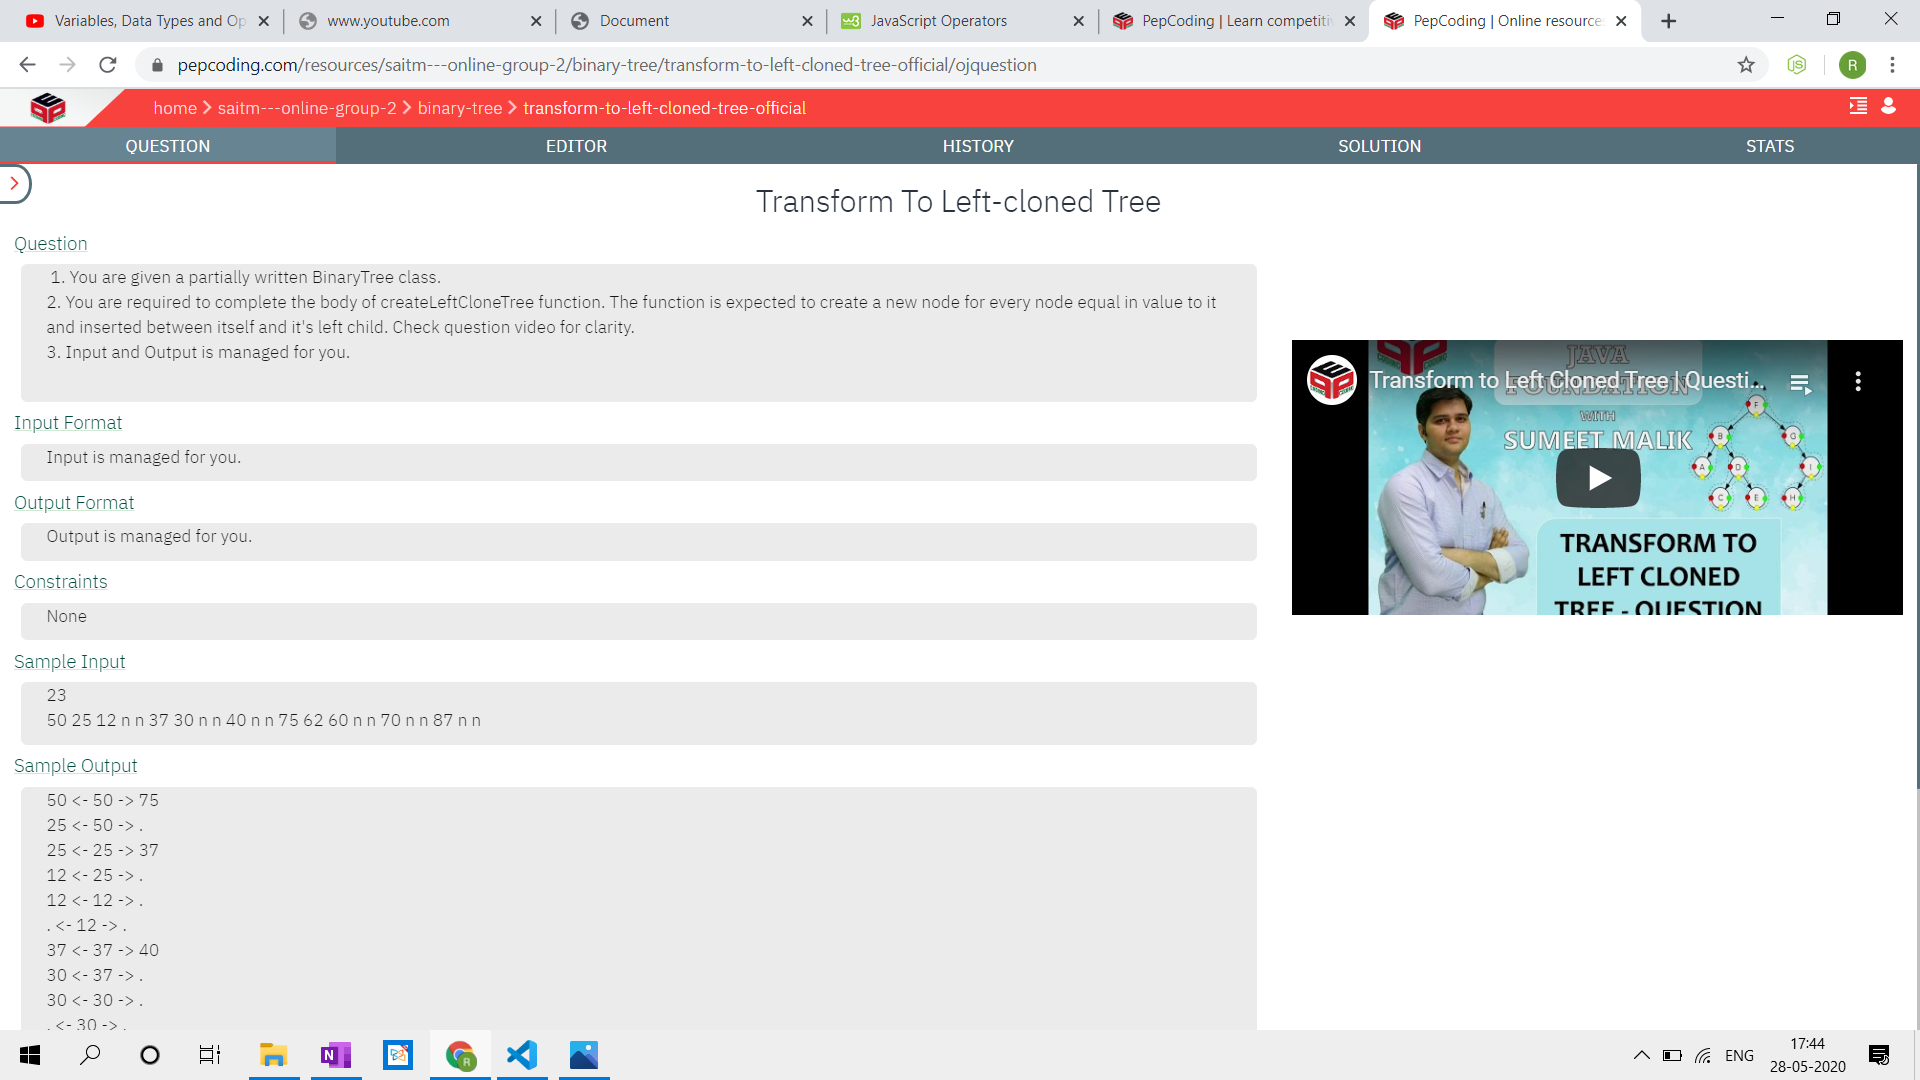 Variables, Data Types and Op
www.youtube.com
Document
JavaScript Operators
PepCoding | Learn competiti
PepCoding | Online resource
pepcoding.com/resources/saitm---online-group-2/binary-tree/transform-to-left-cloned-tree-official/ojquestion
R
home > saitm---online-group-2 > binary-tree > transform-to-left-cloned-tree-official
QUESTION
EDITOR
HISTORY
SOLUTION
STATS
Transform To Left-cloned Tree
Question
1. You are given a partially written BinaryTree class.
2. You are required to complete the body of createLeftCloneTree function. The function is expected to create a new node for every node equal in value to it
and inserted between itself and it's left child. Check question video for clarity.
3. Input and Output is managed for you.
Input Format
Input is managed for you.
Output Format
Output is managed for you.
Constraints
None
Sample Input
23
50 25 12 n n 37 30 n n 40 n n 75 62 60 n n 70 n n 87 n n
Sample Output
50 <- 50 -> 75
25 <- 50 -> .
25 <- 25 -> 37
12 <- 25 -> .
12 <- 12 -> .
. <- 12 -> .
37 <- 37 -> 40
30 <- 37 -> .
30 <- 30 -> .
. <- 30 -> .
Transform to Left Cloned Tree | Questi...
JAVA
FOUNDATION
WITH
SUMEET MALIK
F
B
G
A
D
I
C
E
H
TRANSFORM TO
LEFT CLONED
TREE - QUESTION
ENG
17:44
28-05-2020